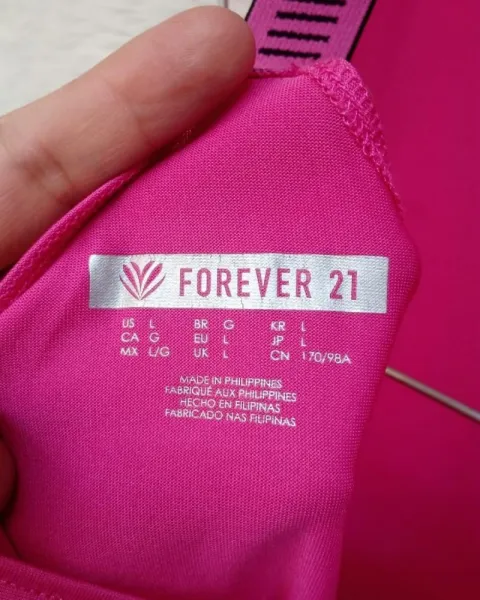 FOREVER 21
US L BR G KR L
CA G EU L JP L
MX L/G UK L CN 170/98A
MADE IN PHILIPPINES
FABRIQUÉ AUX PHILIPPINES
HECHO EN FILIPINAS
FABRICADO NAS FILIPINAS